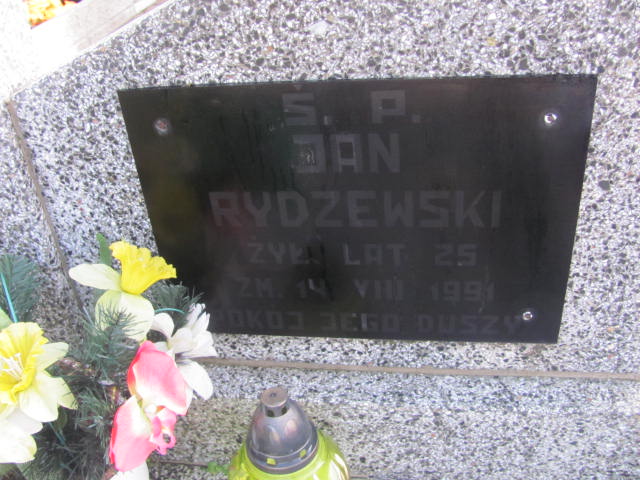 Ś. P.
JAN
RYDZEWSKI
ŻYŁ LAT 25
ZM. 14 VIII 1991
POKÓJ JEGO DUSZY